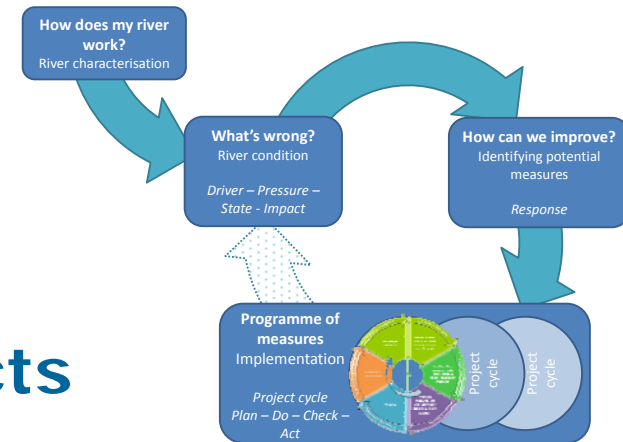 How does my river
work?
River characterisation
What's wrong?
River condition
Driver – Pressure –
State - Impact
How can we improve?
Identifying potential
measures
Response
Programme of
measures
Implementation
Project cycle
Plan – Do – Check –
Act
Project
cycle
Project
cycle
cts